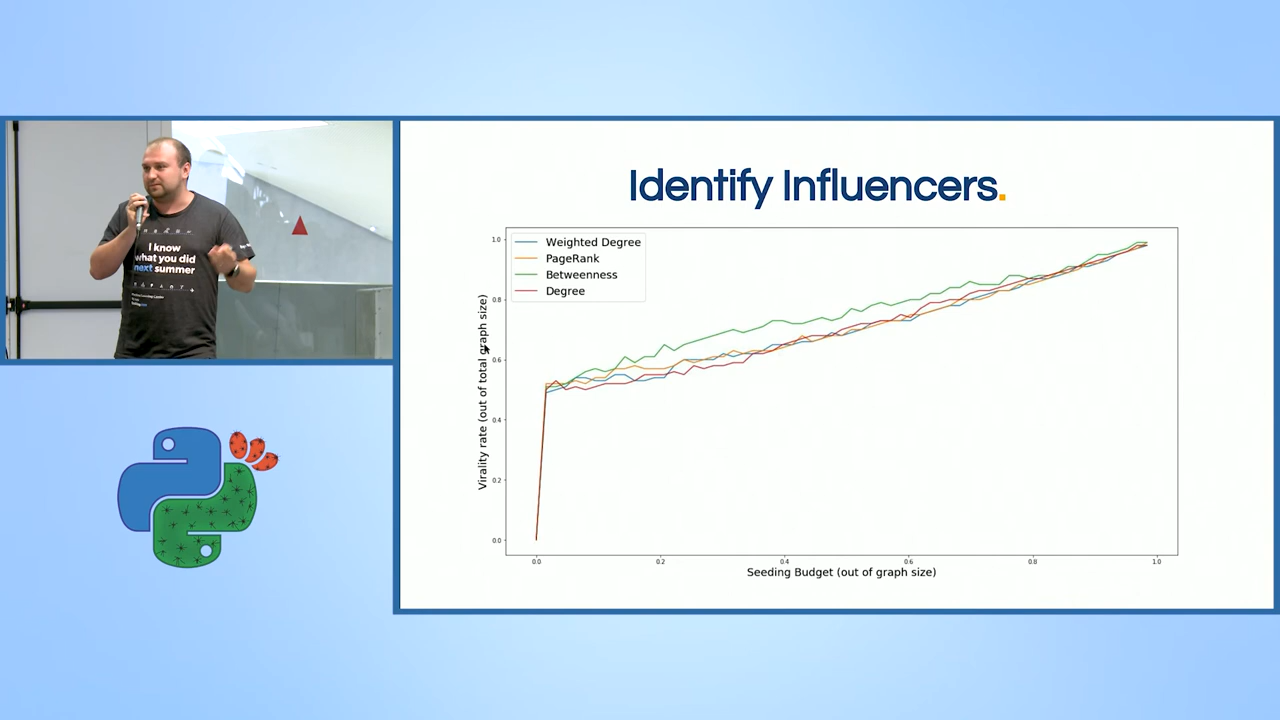 I know
what you did
next summer
Identify Influencers.
Weighted Degree
PageRank
Betweenness
Degree
Virality rate (out of total graph size)
1.0
0.8
0.6
0.4
0.2
0.0
0.0
0.2
0.4
0.6
0.8
1.0
Seeding Budget (out of graph size)